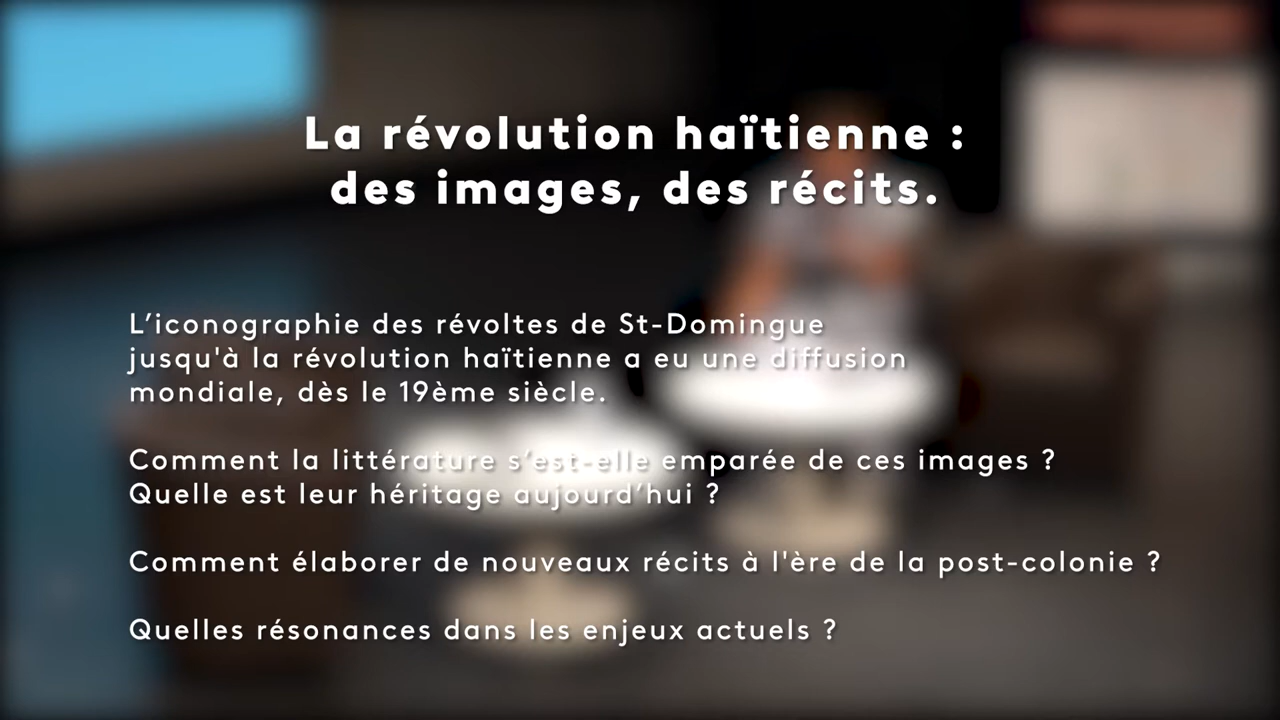 La révolution haïtienne :
des images, des récits.
L’iconographie des révoltes de St-Domingue
jusqu'à la révolution haïtienne a eu une diffusion
mondiale, dès le 19ème siècle.
Comment la littérature s’est-elle emparée de ces images ?
Quelle est leur héritage aujourd’hui ?
Comment élaborer de nouveaux récits à l'ère de la post-colonie ?
Quelles résonances dans les enjeux actuels ?